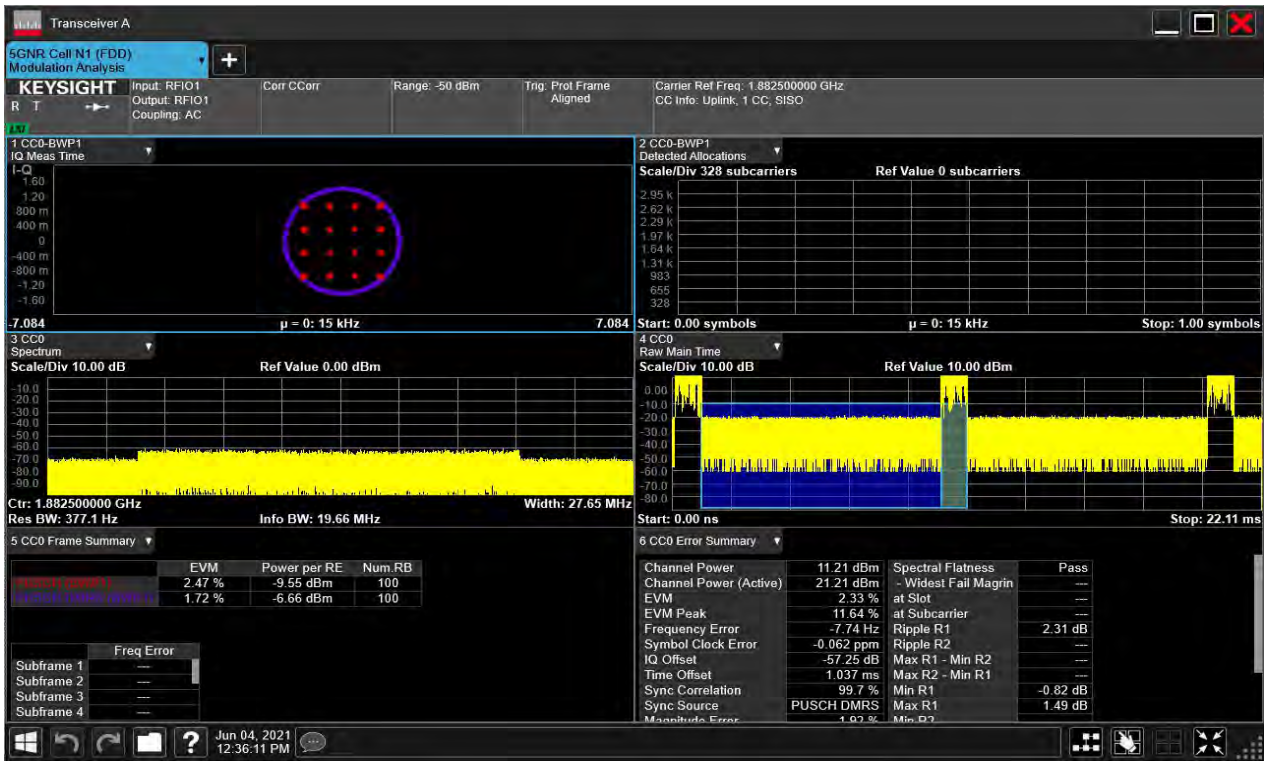 Transceiver A
5GNR Cell N1 (FDD)
Modulation Analysis
+
KEYSIGHT
R T
Input: RFIO1
Output: RFIO1
Coupling: AC
Corr CCorr
Range: -50 dBm
Trig: Prot Frame
Aligned
Carrier Ref Freq: 1.882500000 GHz
CC Info: Uplink, 1 CC, SISO
1 CC0-BWP1
IQ Meas Time
I-Q
1.60
1.20
800 m
400 m
0
-400 m
-800 m
-1.20
-1.60
-7.084
µ = 0: 15 kHz
7.084
2 CC0-BWP1
Detected Allocations
Scale/Div 328 subcarriers
Ref Value 0 subcarriers
2.95 k
2.62 k
2.29 k
1.97 k
1.64 k
1.31 k
983
655
328
Start: 0.00 symbols
µ = 0: 15 kHz
Stop: 1.00 symbols
3 CC0
Spectrum
Scale/Div 10.00 dB
Ref Value 0.00 dBm
-10.0
-20.0
-30.0
-40.0
-50.0
-60.0
-70.0
-80.0
-90.0
Ctr: 1.882500000 GHz
Width: 27.65 MHz
Res BW: 377.1 Hz
Info BW: 19.66 MHz
4 CC0
Raw Main Time
Scale/Div 10.00 dB
Ref Value 10.00 dBm
0.00
-10.0
-20.0
-30.0
-40.0
-50.0
-60.0
-70.0
-80.0
Start: 0.00 ns
Stop: 22.11 ms
5 CC0 Frame Summary
EVM Power per RE Num.RB
2.47 % -9.55 dBm 100
1.72 % -6.66 dBm 100
Freq Error
Subframe 1 ---
Subframe 2 ---
Subframe 3 ---
Subframe 4 ---
6 CC0 Error Summary
Channel Power 11.21 dBm Spectral Flatness Pass
Channel Power (Active) 21.21 dBm - Widest Fail Magrin ---
EVM 2.33 % at Slot ---
EVM Peak 11.64 % at Subcarrier ---
Frequency Error -7.74 Hz Ripple R1 2.31 dB
Symbol Clock Error -0.062 ppm Ripple R2 ---
IQ Offset -57.25 dB Max R1 - Min R2 ---
Time Offset 1.037 ms Max R2 - Min R1 ---
Sync Correlation 99.7 % Min R1 -0.82 dB
Sync Source PUSCH DMRS Max R1 1.49 dB
Magnitude Error 1.92 % Min R2
?
Jun 04, 2021
12:36:11 PM